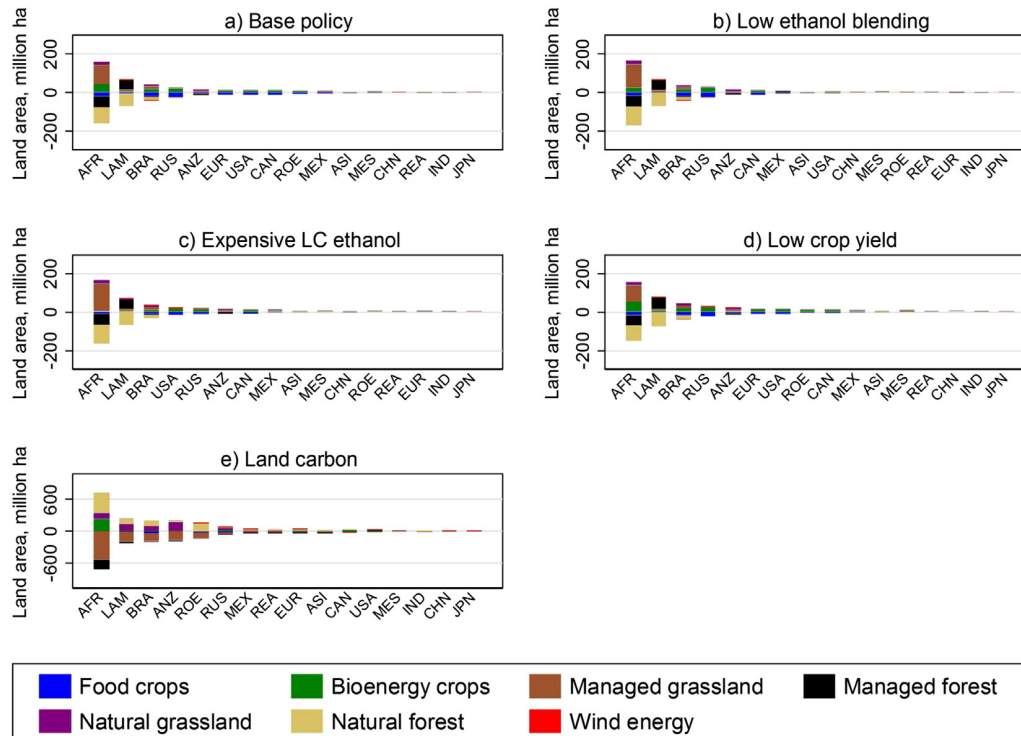 a) Base policy
Land area, million ha
200
0
-200
AFR LAM BRA RUS ANZ EUR USA CAN ROE MEX ASI MES CHN REA IND JPN
b) Low ethanol blending
Land area, million ha
200
0
-200
AFR LAM BRA RUS ANZ CAN MEX ASI USA CHN MES ROE REA EUR IND JPN
c) Expensive LC ethanol
Land area, million ha
200
0
-200
AFR LAM BRA USA RUS ANZ CAN MEX ASI MES CHN ROE REA EUR IND JPN
d) Low crop yield
Land area, million ha
200
0
-200
AFR LAM BRA RUS ANZ EUR USA ROE CAN MEX ASI MES REA CHN IND JPN
e) Land carbon
Land area, million ha
600
0
-600
AFR LAM BRA ANZ ROE RUS MEX REA EUR ASI CAN USA MES IND CHN JPN
Food crops Bioenergy crops Managed grassland Managed forest
Natural grassland Natural forest Wind energy